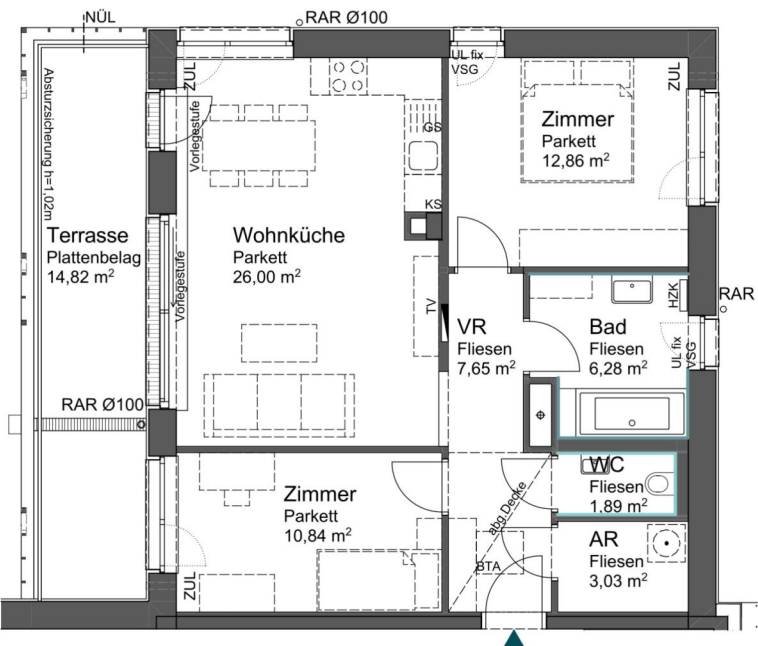 NÜL
RAR Ø100
ZUL
UL fix
VSG
ZUL
Absturzsicherung h=1,02m
Vorlegestufe
GS
Zimmer
Parkett
12,86 m²
KS
Terrasse
Plattenbelag
14,82 m²
Wohnküche
Parkett
26,00 m²
Vorlegestufe
TV
HZK
RAR
VR
Fliesen
7,65 m²
Bad
Fliesen
6,28 m²
UL fix
VSG
RAR Ø100
Zimmer
Parkett
10,84 m²
WC
Fliesen
1,89 m²
abg.Decke
AR
Fliesen
3,03 m²
BTA
ZUL